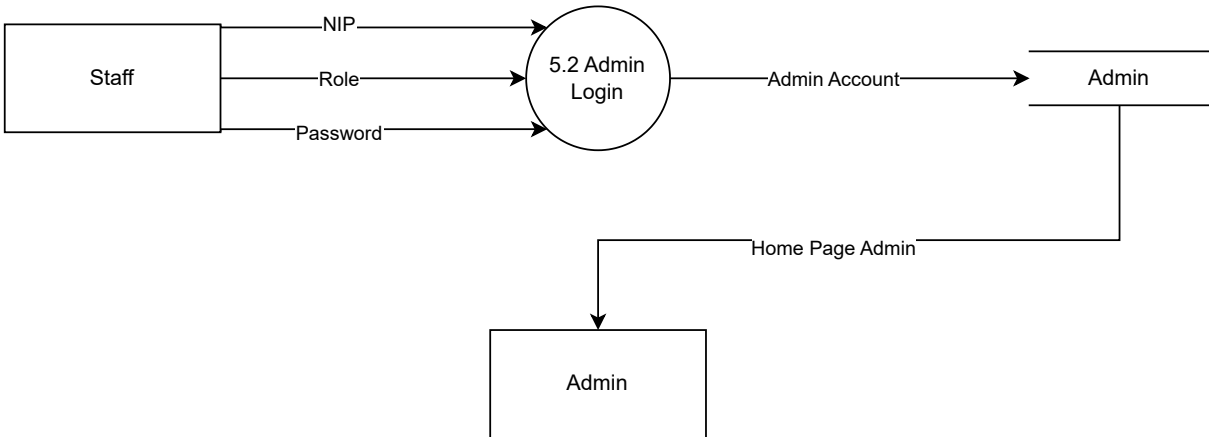 NIP
Staff
Role
5.2 Admin
Login
Admin Account
Admin
Password
Home Page Admin
Admin